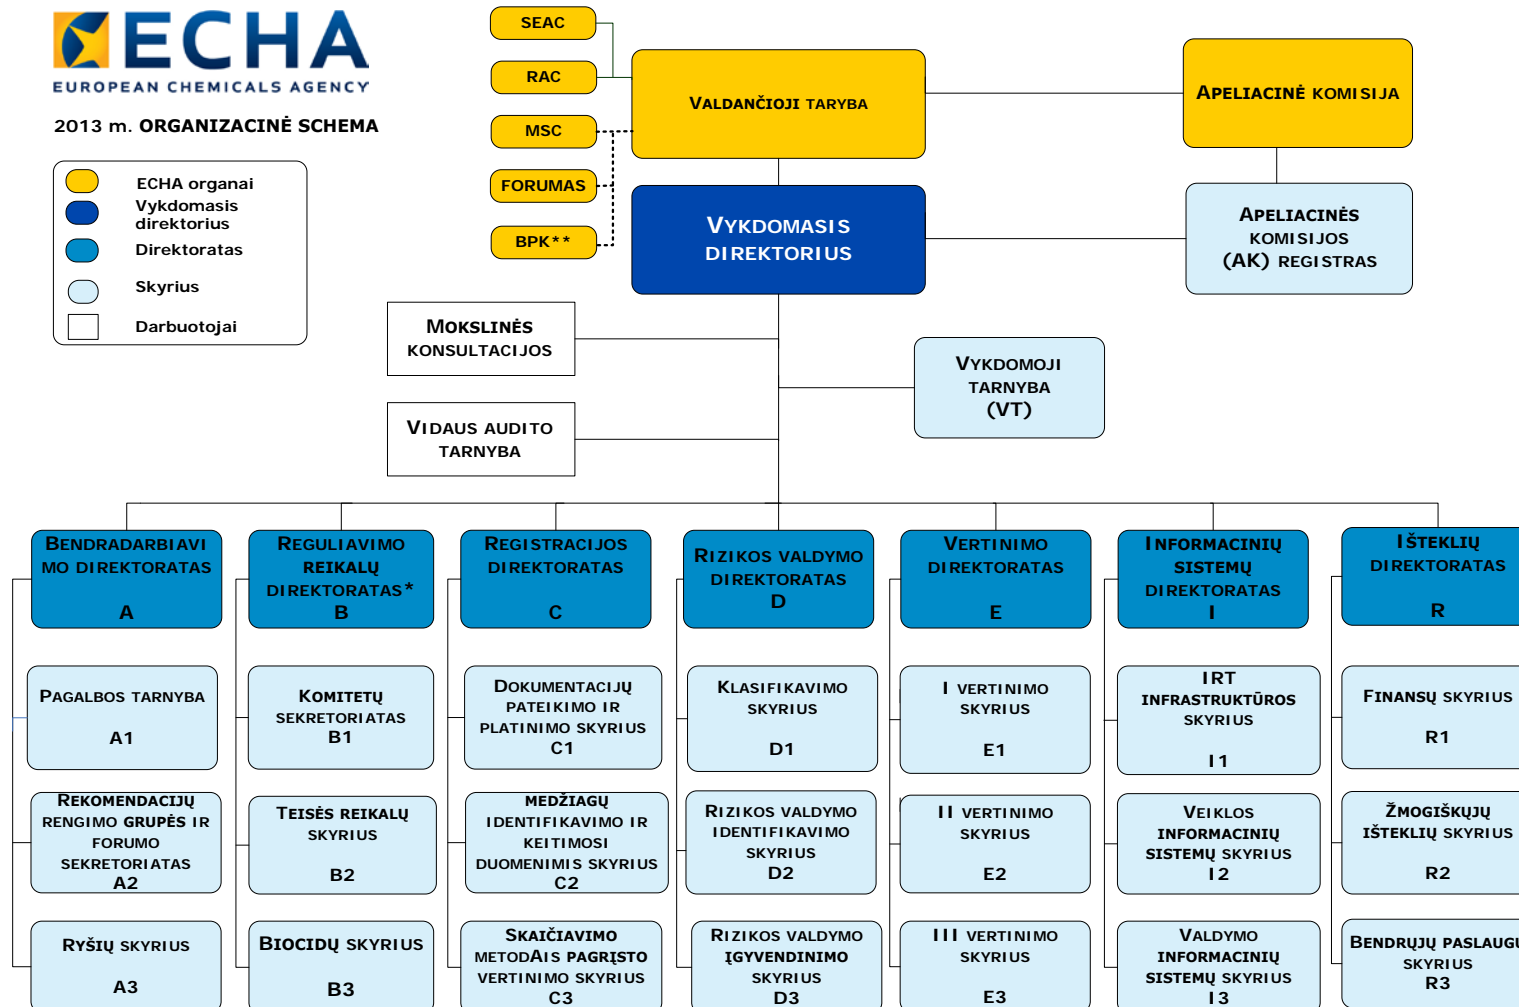 ECHA
EUROPEAN CHEMICALS AGENCY
2013 m. ORGANIZACINĖ SCHEMA
ECHA organai
Vykdomasis
direktorius
Direktoratas
Skyrius
Darbuotojai
SEAC
RAC
MSC
FORUMAS
BPK**
VALDANČIOJI TARYBA
APELIACINĖ KOMISIJA
VYKDOMASIS
DIREKTORIUS
APELIACINĖS
KOMISIJOS
(AK) REGISTRAS
MOKSLINĖS
KONSULTACIJOS
VYKDOMOJI
TARNYBA
(VT)
VIDAUS AUDITO
TARNYBA
BENDRADARBIAVI
MO DIREKTORATAS
A
REGULIAVIMO
REIKALŲ
DIREKTORATAS*
B
REGISTRACIJOS
DIREKTORATAS
C
RIZIKOS VALDYMO
DIREKTORATAS
D
VERTINIMO
DIREKTORATAS
E
INFORMACINIŲ
SISTEMŲ
DIREKTORATAS
I
IŠTEKLIŲ
DIREKTORATAS
R
PAGALBOS TARNYBA
A1
KOMITETŲ
SEKRETORIATAS
B1
DOKUMENTACIJŲ
PATEIKIMO IR
PLATINIMO SKYRIUS
C1
KLASIFIKAVIMO
SKYRIUS
D1
I VERTINIMO
SKYRIUS
E1
IRT
INFRASTRUKTŪROS
SKYRIUS
I1
FINANSŲ SKYRIUS
R1
REKOMENDACIJŲ
RENGIMO GRUPĖS IR
FORUMO
SEKRETORIATAS
A2
TEISĖS REIKALŲ
SKYRIUS
B2
MEDŽIAGŲ
IDENTIFIKAVIMO IR
KEITIMOSI
DUOMENIMIS SKYRIUS
C2
RIZIKOS VALDYMO
IDENTIFIKAVIMO
SKYRIUS
D2
II VERTINIMO
SKYRIUS
E2
VEIKLOS
INFORMACINIŲ
SISTEMŲ SKYRIUS
I2
ŽMOGIŠKŲJŲ
IŠTEKLIŲ SKYRIUS
R2
RYŠIŲ SKYRIUS
A3
BIOCIDŲ SKYRIUS
B3
SKAIČIAVIMO
METODAIS PAGRĮSTO
VERTINIMO SKYRIUS
C3
RIZIKOS VALDYMO
ĮGYVENDINIMO
SKYRIUS
D3
III VERTINIMO
SKYRIUS
E3
VALDYMO
INFORMACINIŲ
SISTEMŲ SKYRIUS
I3
BENDRŲJŲ PASLAUGŲ
SKYRIUS
R3